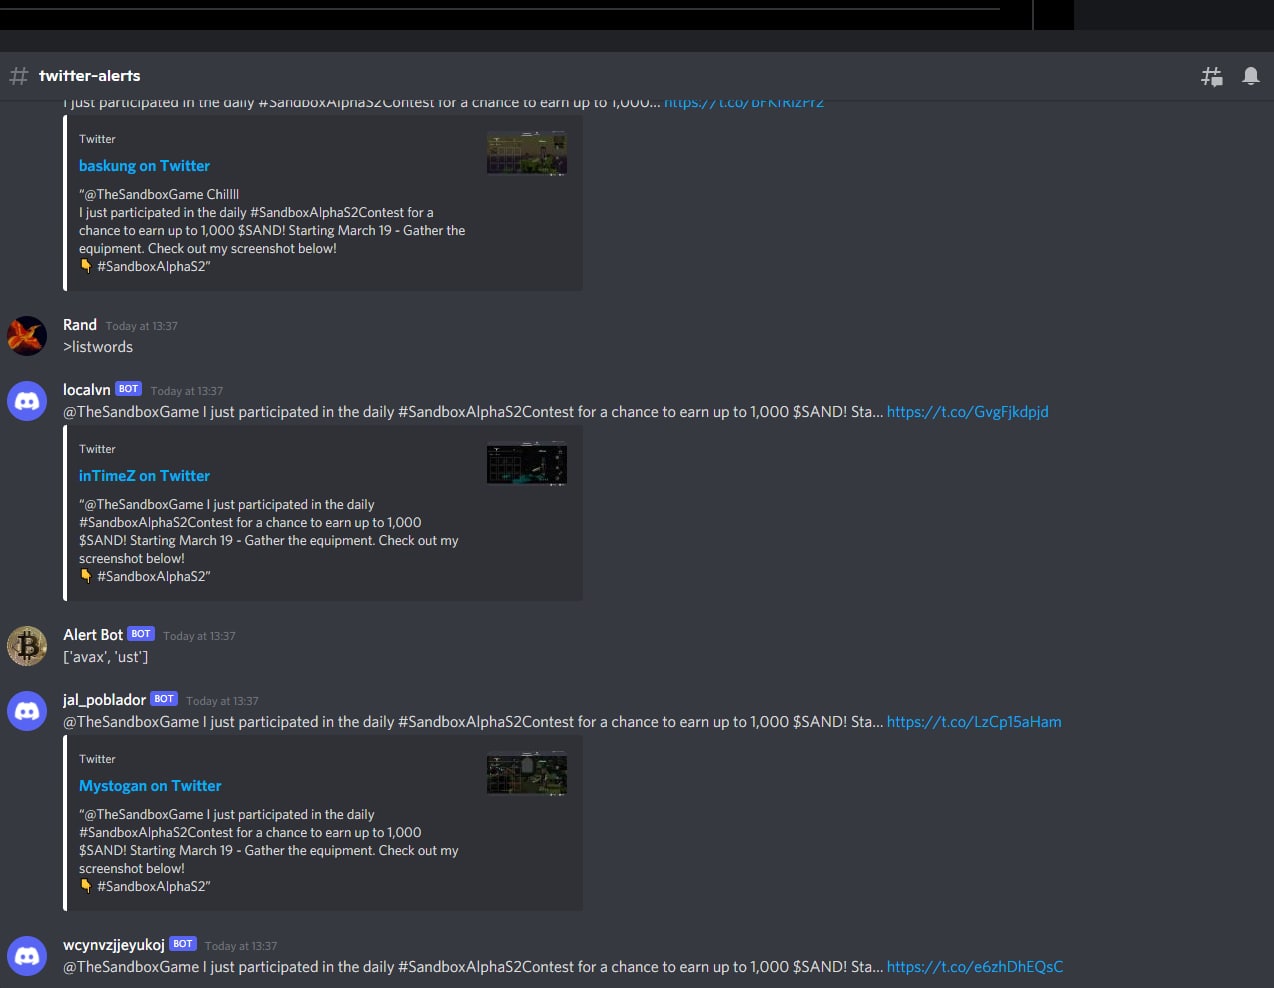 # twitter-alerts
I just participated in the daily #SandboxAlphaS2Contest for a chance to earn up to 1,000...
Twitter
baskung on Twitter
"@TheSandboxGame Chillll
I just participated in the daily #SandboxAlphaS2Contest for a
chance to earn up to 1,000 $SAND! Starting March 19 - Gather the
equipment. Check out my screenshot below!
👇 #SandboxAlphaS2"
Rand Today at 13:37
>listwords
localvn BOT Today at 13:37
@TheSandboxGame I just participated in the daily #SandboxAlphaS2Contest for a chance to earn up to 1,000 $SAND! Sta... https://t.co/GvgFjkdpjd
Twitter
inTimeZ on Twitter
"@TheSandboxGame I just participated in the daily
#SandboxAlphaS2Contest for a chance to earn up to 1,000
$SAND! Starting March 19 - Gather the equipment. Check out my
screenshot below!
👇 #SandboxAlphaS2"
Alert Bot BOT Today at 13:37
['avax', 'ust']
jal_poblador BOT Today at 13:37
@TheSandboxGame I just participated in the daily #SandboxAlphaS2Contest for a chance to earn up to 1,000 $SAND! Sta... https://t.co/LzCp15aHam
Twitter
Mystogan on Twitter
"@TheSandboxGame I just participated in the daily
#SandboxAlphaS2Contest for a chance to earn up to 1,000
$SAND! Starting March 19 - Gather the equipment. Check out my
screenshot below!
👇 #SandboxAlphaS2"
wcynvzjjeyukoj BOT Today at 13:37
@TheSandboxGame I just participated in the daily #SandboxAlphaS2Contest for a chance to earn up to 1,000 $SAND! Sta... https://t.co/e6zhDhEQsC